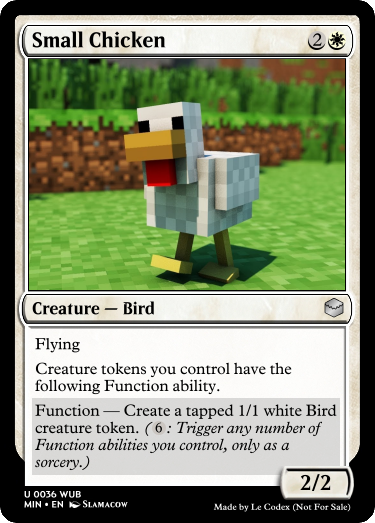 Small Chicken 2
Creature — Bird
Flying
Creature tokens you control have the
following Function ability.
Function — Create a tapped 1/1 white Bird
creature token. (6: Trigger any number of
Function abilities you control, only as a
sorcery.)
2/2
U 0036 WUB
MIN • EN SLAMACOW
Made by Le Codex (Not For Sale)